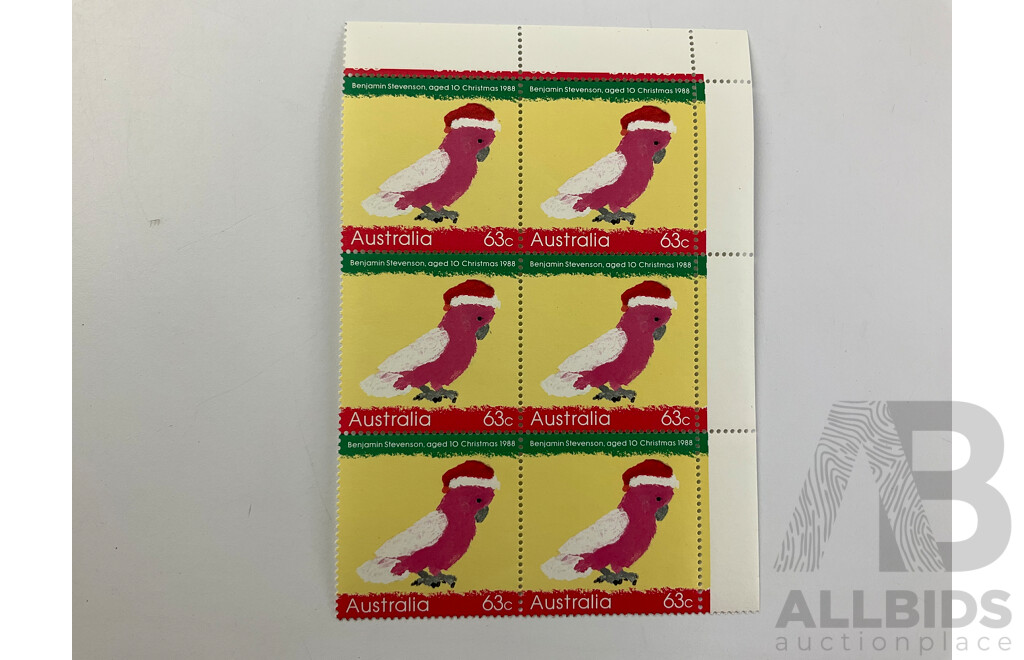 Benjamin Stevenson, aged 10 Christmas 1988 Benjamin Stevenson, aged 10 Christmas 1988
Australia 63c Australia 63c
Benjamin Stevenson, aged 10 Christmas 1988 Benjamin Stevenson, aged 10 Christmas 1988
Australia 63c Australia 63c
Benjamin Stevenson, aged 10 Christmas 1988 Benjamin Stevenson, aged 10 Christmas 1988
Australia 63c Australia 63c
AB
ALLBIDS
auctionplace